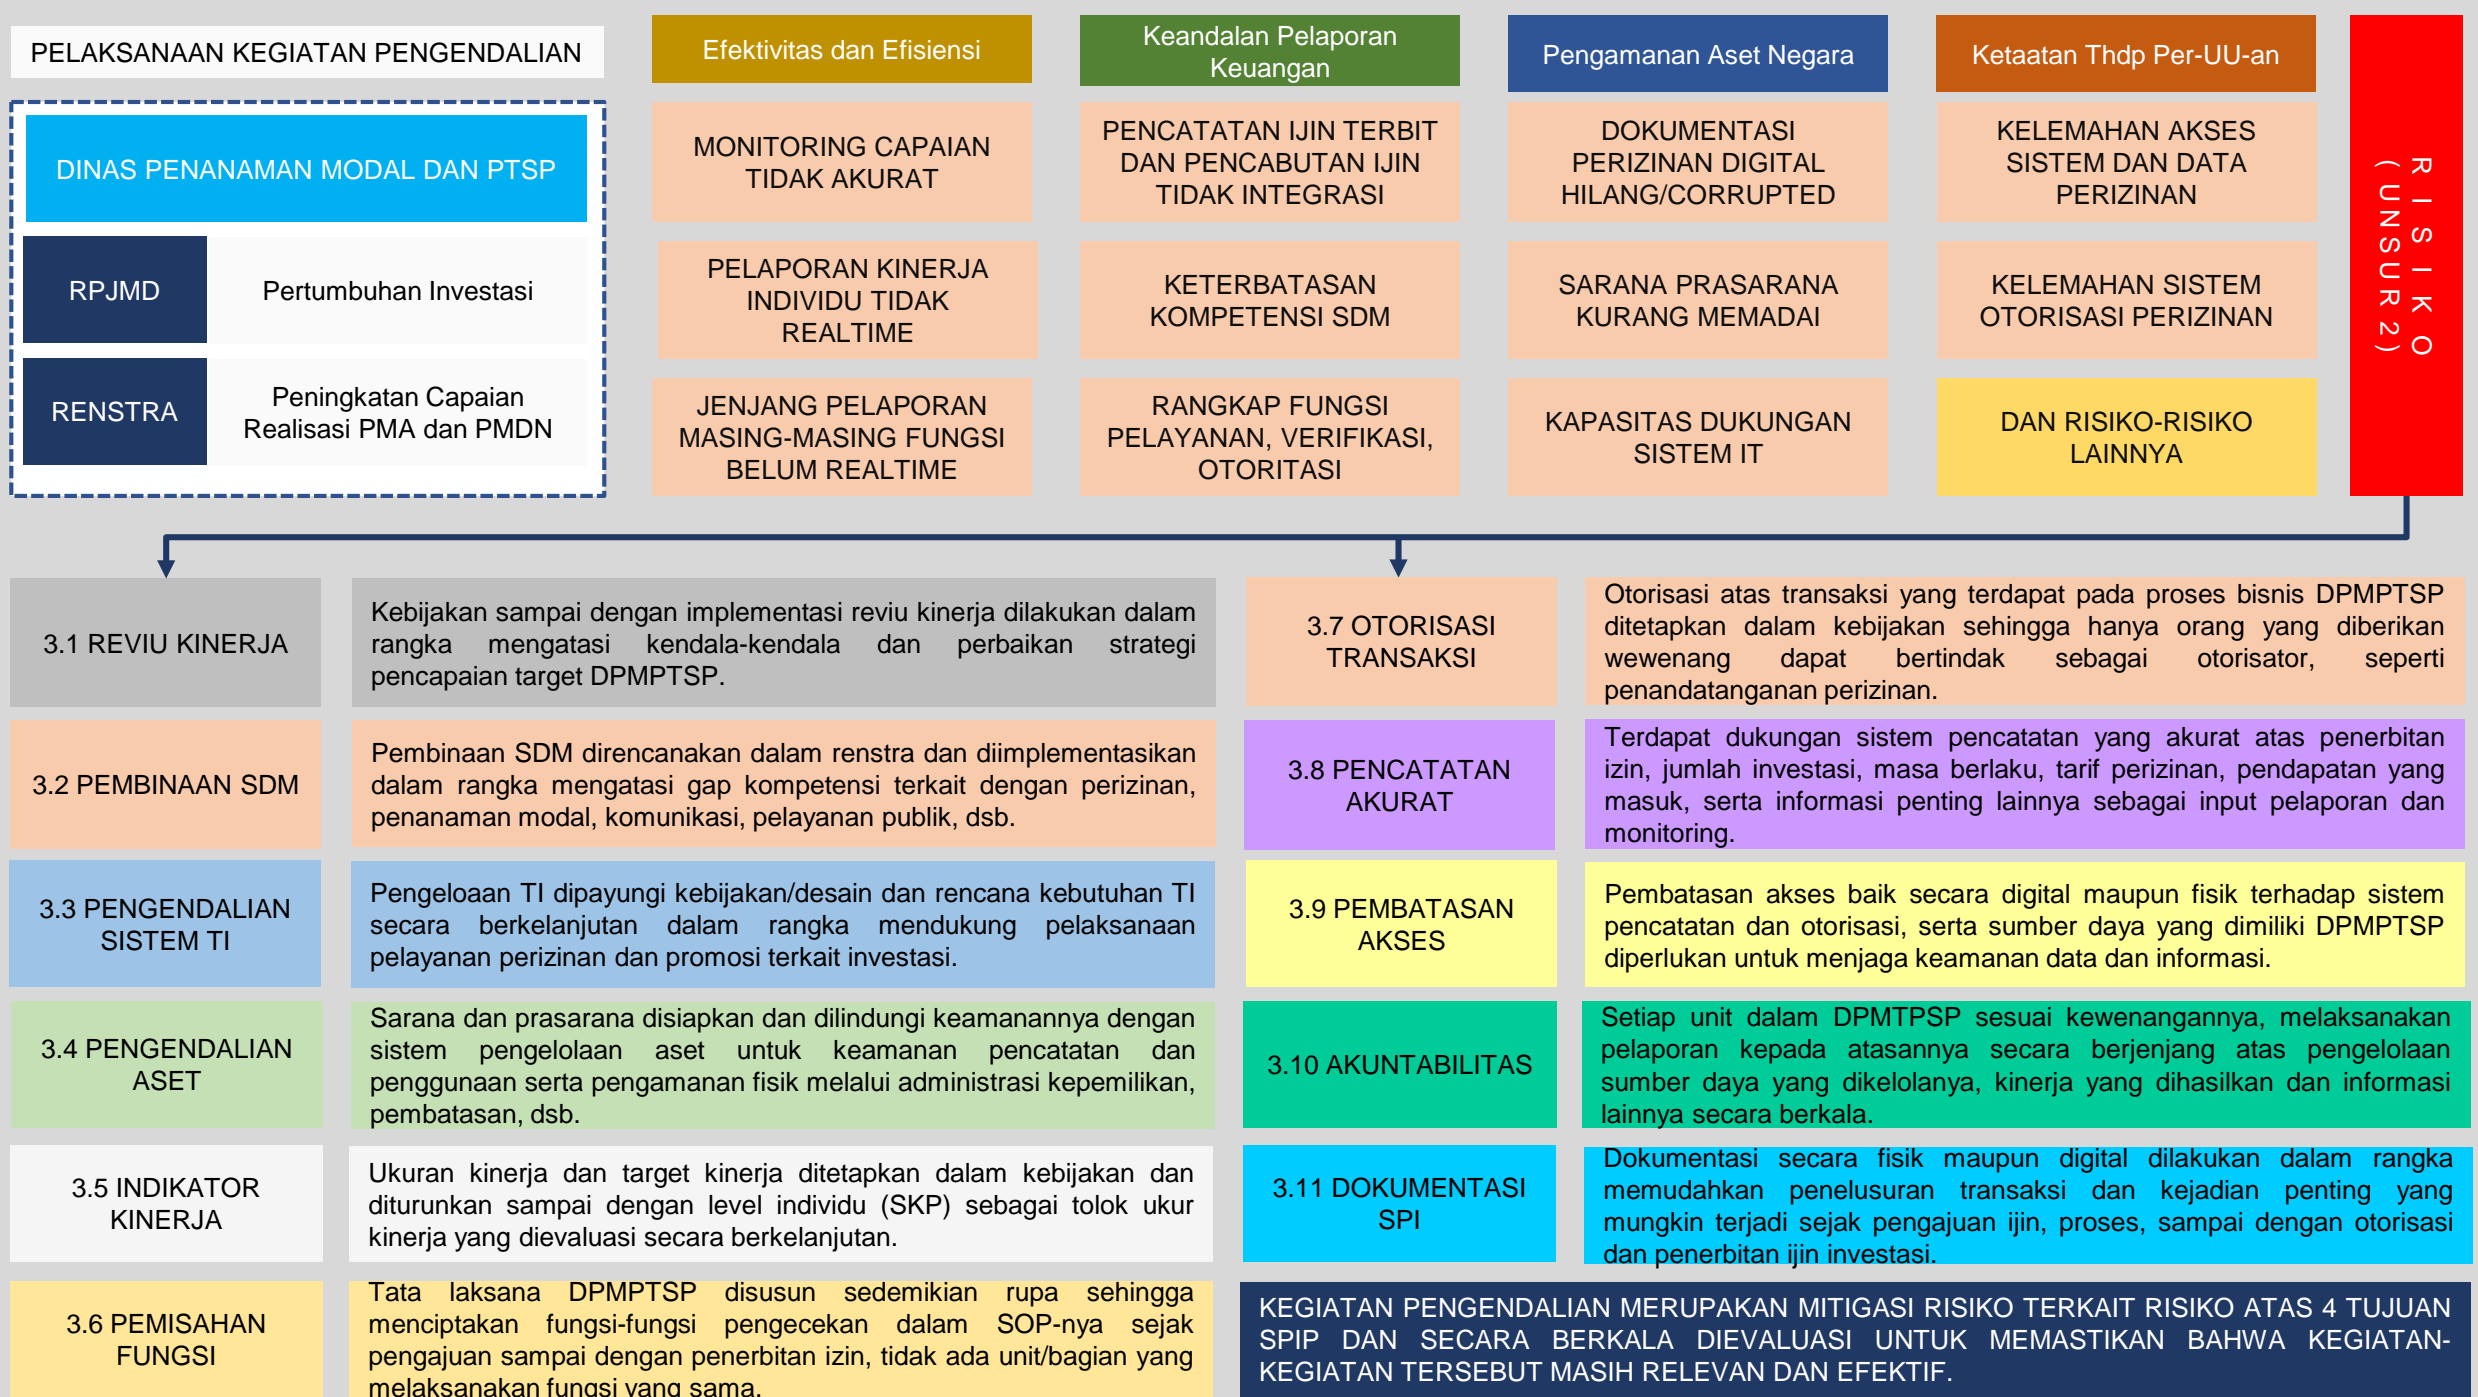 PELAKSANAAN KEGIATAN PENGENDALIAN
Efektivitas dan Efisiensi
Keandalan Pelaporan
Keuangan
Pengamanan Aset Negara
Ketaatan Thdp Per-UU-an
RISIKO
(UNSUR 2)
DINAS PENANAMAN MODAL DAN PTSP
RPJMD
Pertumbuhan Investasi
RENSTRA
Peningkatan Capaian
Realisasi PMA dan PMDN
MONITORING CAPAIAN
TIDAK AKURAT
PENCATATAN IJIN TERBIT
DAN PENCABUTAN IJIN
TIDAK INTEGRASI
DOKUMENTASI
PERIZINAN DIGITAL
HILANG/CORRUPTED
KELEMAHAN AKSES
SISTEM DAN DATA
PERIZINAN
PELAPORAN KINERJA
INDIVIDU TIDAK
REALTIME
KETERBATASAN
KOMPETENSI SDM
SARANA PRASARANA
KURANG MEMADAI
KELEMAHAN SISTEM
OTORISASI PERIZINAN
JENJANG PELAPORAN
MASING-MASING FUNGSI
BELUM REALTIME
RANGKAP FUNGSI
PELAYANAN, VERIFIKASI,
OTORITASI
KAPASITAS DUKUNGAN
SISTEM IT
DAN RISIKO-RISIKO
LAINNYA
3.1 REVIU KINERJA
Kebijakan sampai dengan implementasi reviu kinerja dilakukan dalam
rangka mengatasi kendala-kendala dan perbaikan strategi
pencapaian target DPMPTSP.
3.2 PEMBINAAN SDM
Pembinaan SDM direncanakan dalam renstra dan diimplementasikan
dalam rangka mengatasi gap kompetensi terkait dengan perizinan,
penanaman modal, komunikasi, pelayanan publik, dsb.
3.3 PENGENDALIAN
SISTEM TI
Pengeloaan TI dipayungi kebijakan/desain dan rencana kebutuhan TI
secara berkelanjutan dalam rangka mendukung pelaksanaan
pelayanan perizinan dan promosi terkait investasi.
3.4 PENGENDALIAN
ASET
Sarana dan prasarana disiapkan dan dilindungi keamanannya dengan
sistem pengelolaan aset untuk keamanan pencatatan dan
penggunaan serta pengamanan fisik melalui administrasi kepemilikan,
pembatasan, dsb.
3.5 INDIKATOR
KINERJA
Ukuran kinerja dan target kinerja ditetapkan dalam kebijakan dan
diturunkan sampai dengan level individu (SKP) sebagai tolok ukur
kinerja yang dievaluasi secara berkelanjutan.
3.6 PEMISAHAN
FUNGSI
Tata laksana DPMPTSP disusun sedemikian rupa sehingga
menciptakan fungsi-fungsi pengecekan dalam SOP-nya sejak
pengajuan sampai dengan penerbitan izin, tidak ada unit/bagian yang
melaksanakan fungsi yang sama.
3.7 OTORISASI
TRANSAKSI
Otorisasi atas transaksi yang terdapat pada proses bisnis DPMPTSP
ditetapkan dalam kebijakan sehingga hanya orang yang diberikan
wewenang dapat bertindak sebagai otorisator, seperti
penandatanganan perizinan.
3.8 PENCATATAN
AKURAT
Terdapat dukungan sistem pencatatan yang akurat atas penerbitan
izin, jumlah investasi, masa berlaku, tarif perizinan, pendapatan yang
masuk, serta informasi penting lainnya sebagai input pelaporan dan
monitoring.
3.9 PEMBATASAN
AKSES
Pembatasan akses baik secara digital maupun fisik terhadap sistem
pencatatan dan otorisasi, serta sumber daya yang dimiliki DPMPTSP
diperlukan untuk menjaga keamanan data dan informasi.
3.10 AKUNTABILITAS
Setiap unit dalam DPMTPSP sesuai kewenangannya, melaksanakan
pelaporan kepada atasannya secara berjenjang atas pengelolaan
sumber daya yang dikelolanya, kinerja yang dihasilkan dan informasi
lainnya secara berkala.
3.11 DOKUMENTASI
SPI
Dokumentasi secara fisik maupun digital dilakukan dalam rangka
memudahkan penelusuran transaksi dan kejadian penting yang
mungkin terjadi sejak pengajuan ijin, proses, sampai dengan otorisasi
dan penerbitan ijin investasi.
KEGIATAN PENGENDALIAN MERUPAKAN MITIGASI RISIKO TERKAIT RISIKO ATAS 4 TUJUAN
SPIP DAN SECARA BERKALA DIEVALUASI UNTUK MEMASTIKAN BAHWA KEGIATAN-
KEGIATAN TERSEBUT MASIH RELEVAN DAN EFEKTIF.